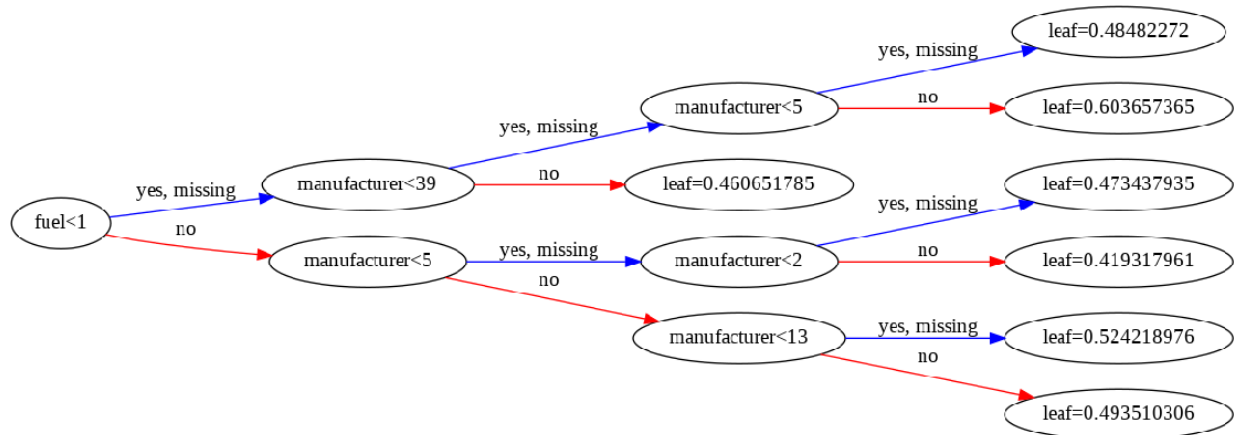 leaf=0.48482272
yes, missing
manufacturer<5
no
leaf=0.603657365
yes, missing
manufacturer<39
no
leaf=0.460651785
yes, missing
leaf=0.473437935
yes, missing
fuel<1
no
manufacturer<5
yes, missing
manufacturer<2
no
leaf=0.419317961
no
manufacturer<13
yes, missing
leaf=0.524218976
no
leaf=0.493510306